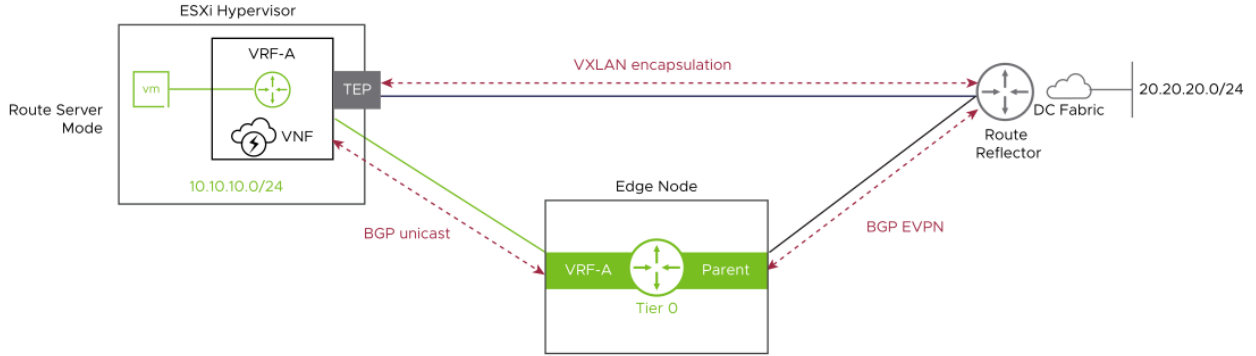 ESXi Hypervisor
VRF-A
vm
TEP
VNF
Route Server
Mode
10.10.10.0/24
VXLAN encapsulation
DC Fabric
20.20.20.0/24
Route
Reflector
Edge Node
BGP unicast
BGP EVPN
VRF-A
Parent
Tier 0